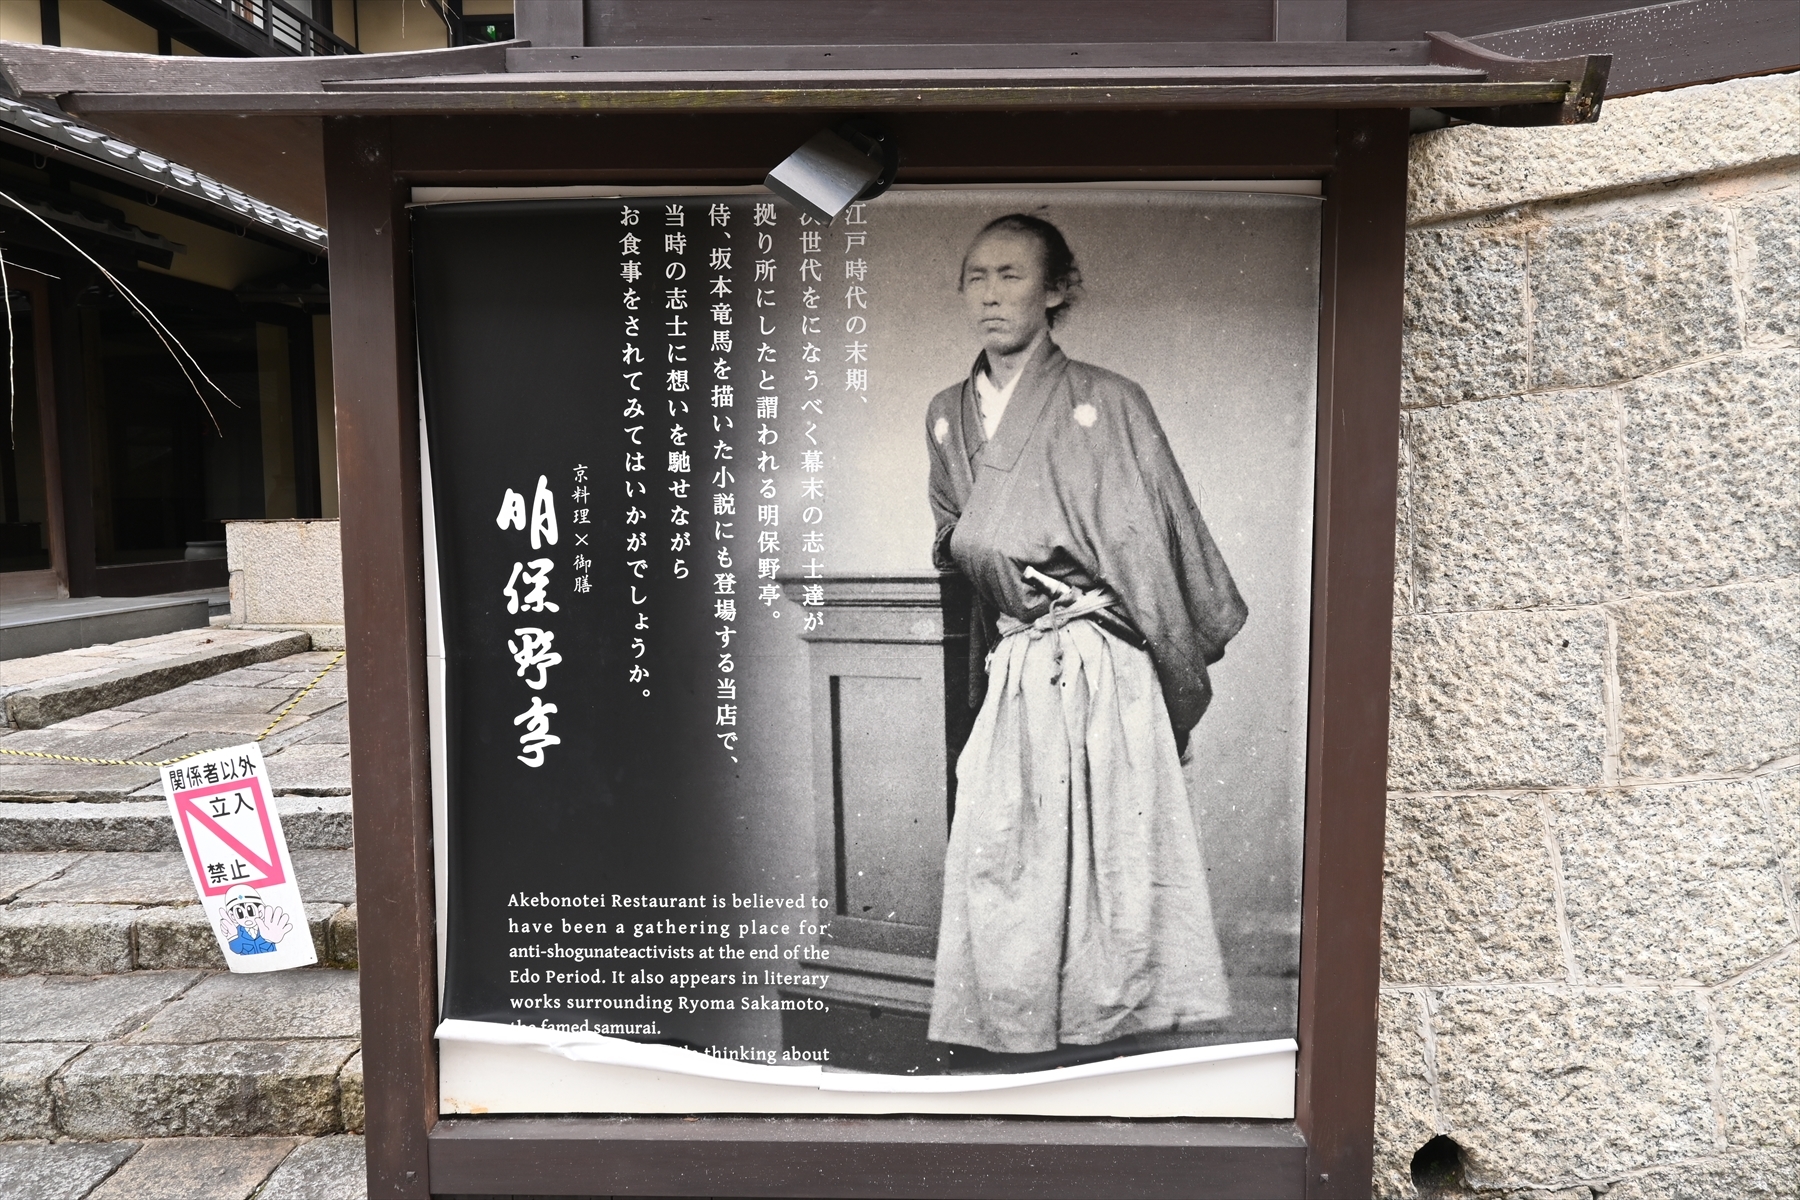 江戸時代の末期、
次世代をになうべく幕末の志士達が
拠り所にしたと謂われる明保野亭。
侍、坂本竜馬を描いた小説にも登場する当店で、
当時の志士に想いを馳せながら
お食事をされてみてはいかがでしょうか。
京料理×御膳
明保野亭
Akebonotei Restaurant is believed to
have been a gathering place for
anti-shogunateactivists at the end of the
Edo Period. It also appears in literary
works surrounding Ryoma Sakamoto,
the famed samurai.
thinking about
関係者以外
立入
禁止